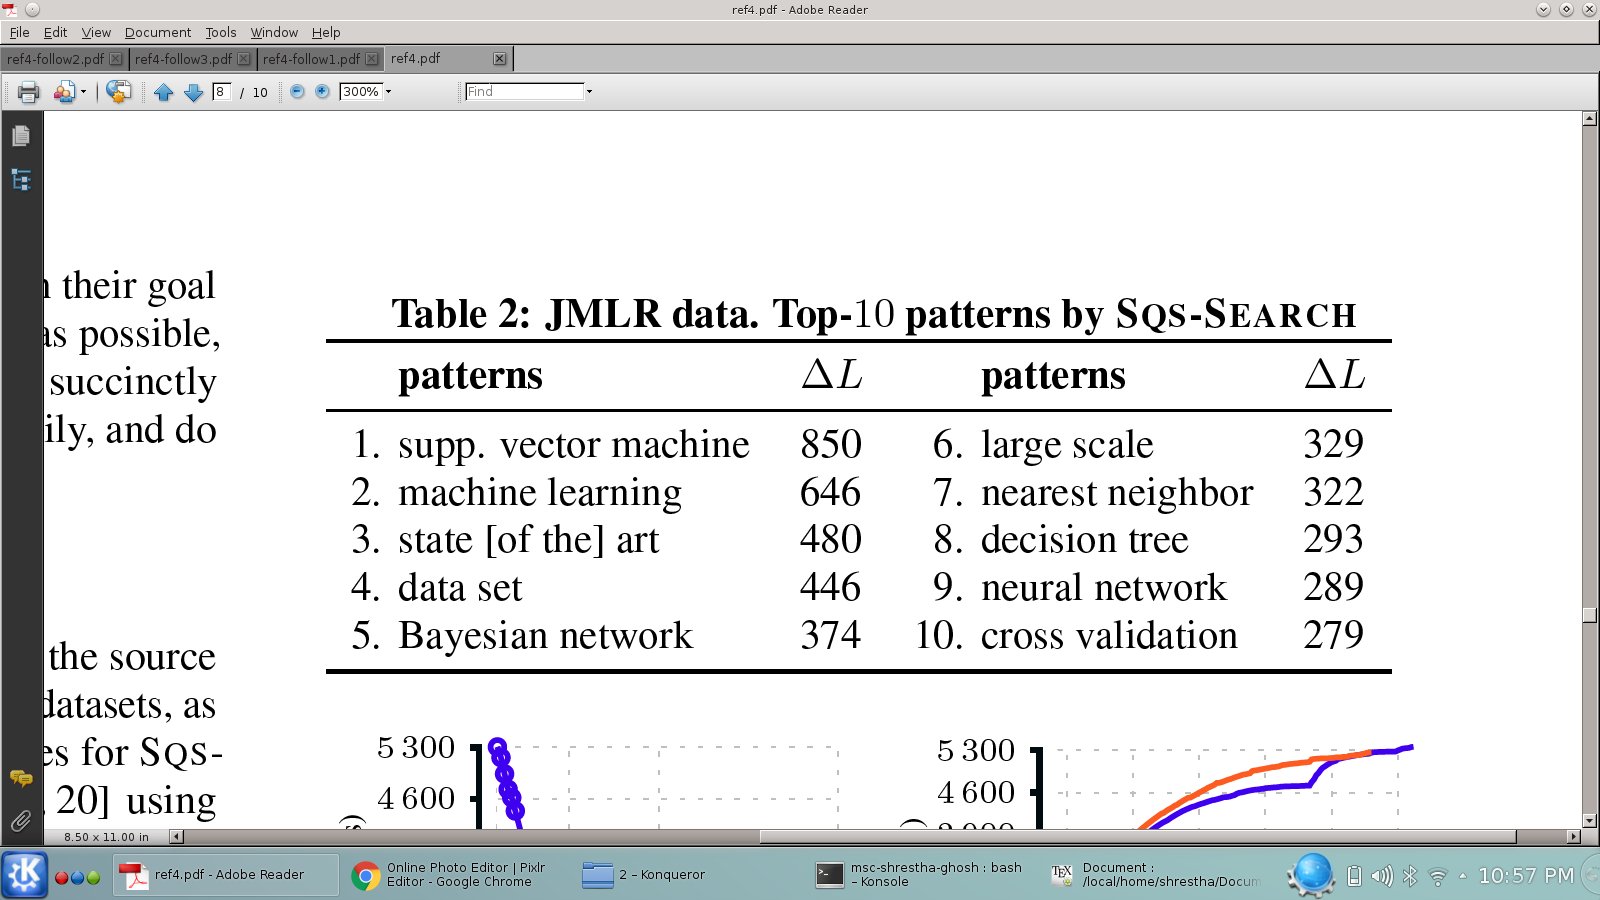 ref4.pdf - Adobe Reader
File Edit View Document Tools Window Help
ref4-follow2.pdf ref4-follow3.pdf ref4-follow1.pdf ref4.pdf
8 / 10 300% Find
their goal
as possible,
succinctly
ily, and do
the source
datasets, as
es for SQS-
20] using
Table 2: JMLR data. Top-10 patterns by SQS-SEARCH
patterns ΔL patterns ΔL
1. supp. vector machine 850 6. large scale 329
2. machine learning 646 7. nearest neighbor 322
3. state [of the] art 480 8. decision tree 293
4. data set 446 9. neural network 289
5. Bayesian network 374 10. cross validation 279
5 300 5 300
4 600 4 600
8.50 x 11.00 in
ref4.pdf - Adobe Reader
Online Photo Editor | Pixlr
Editor - Google Chrome
2 – Konqueror
msc-shrestha-ghosh : bash
– Konsole
Document :
/local/home/shrestha/Docum
10:57 PM